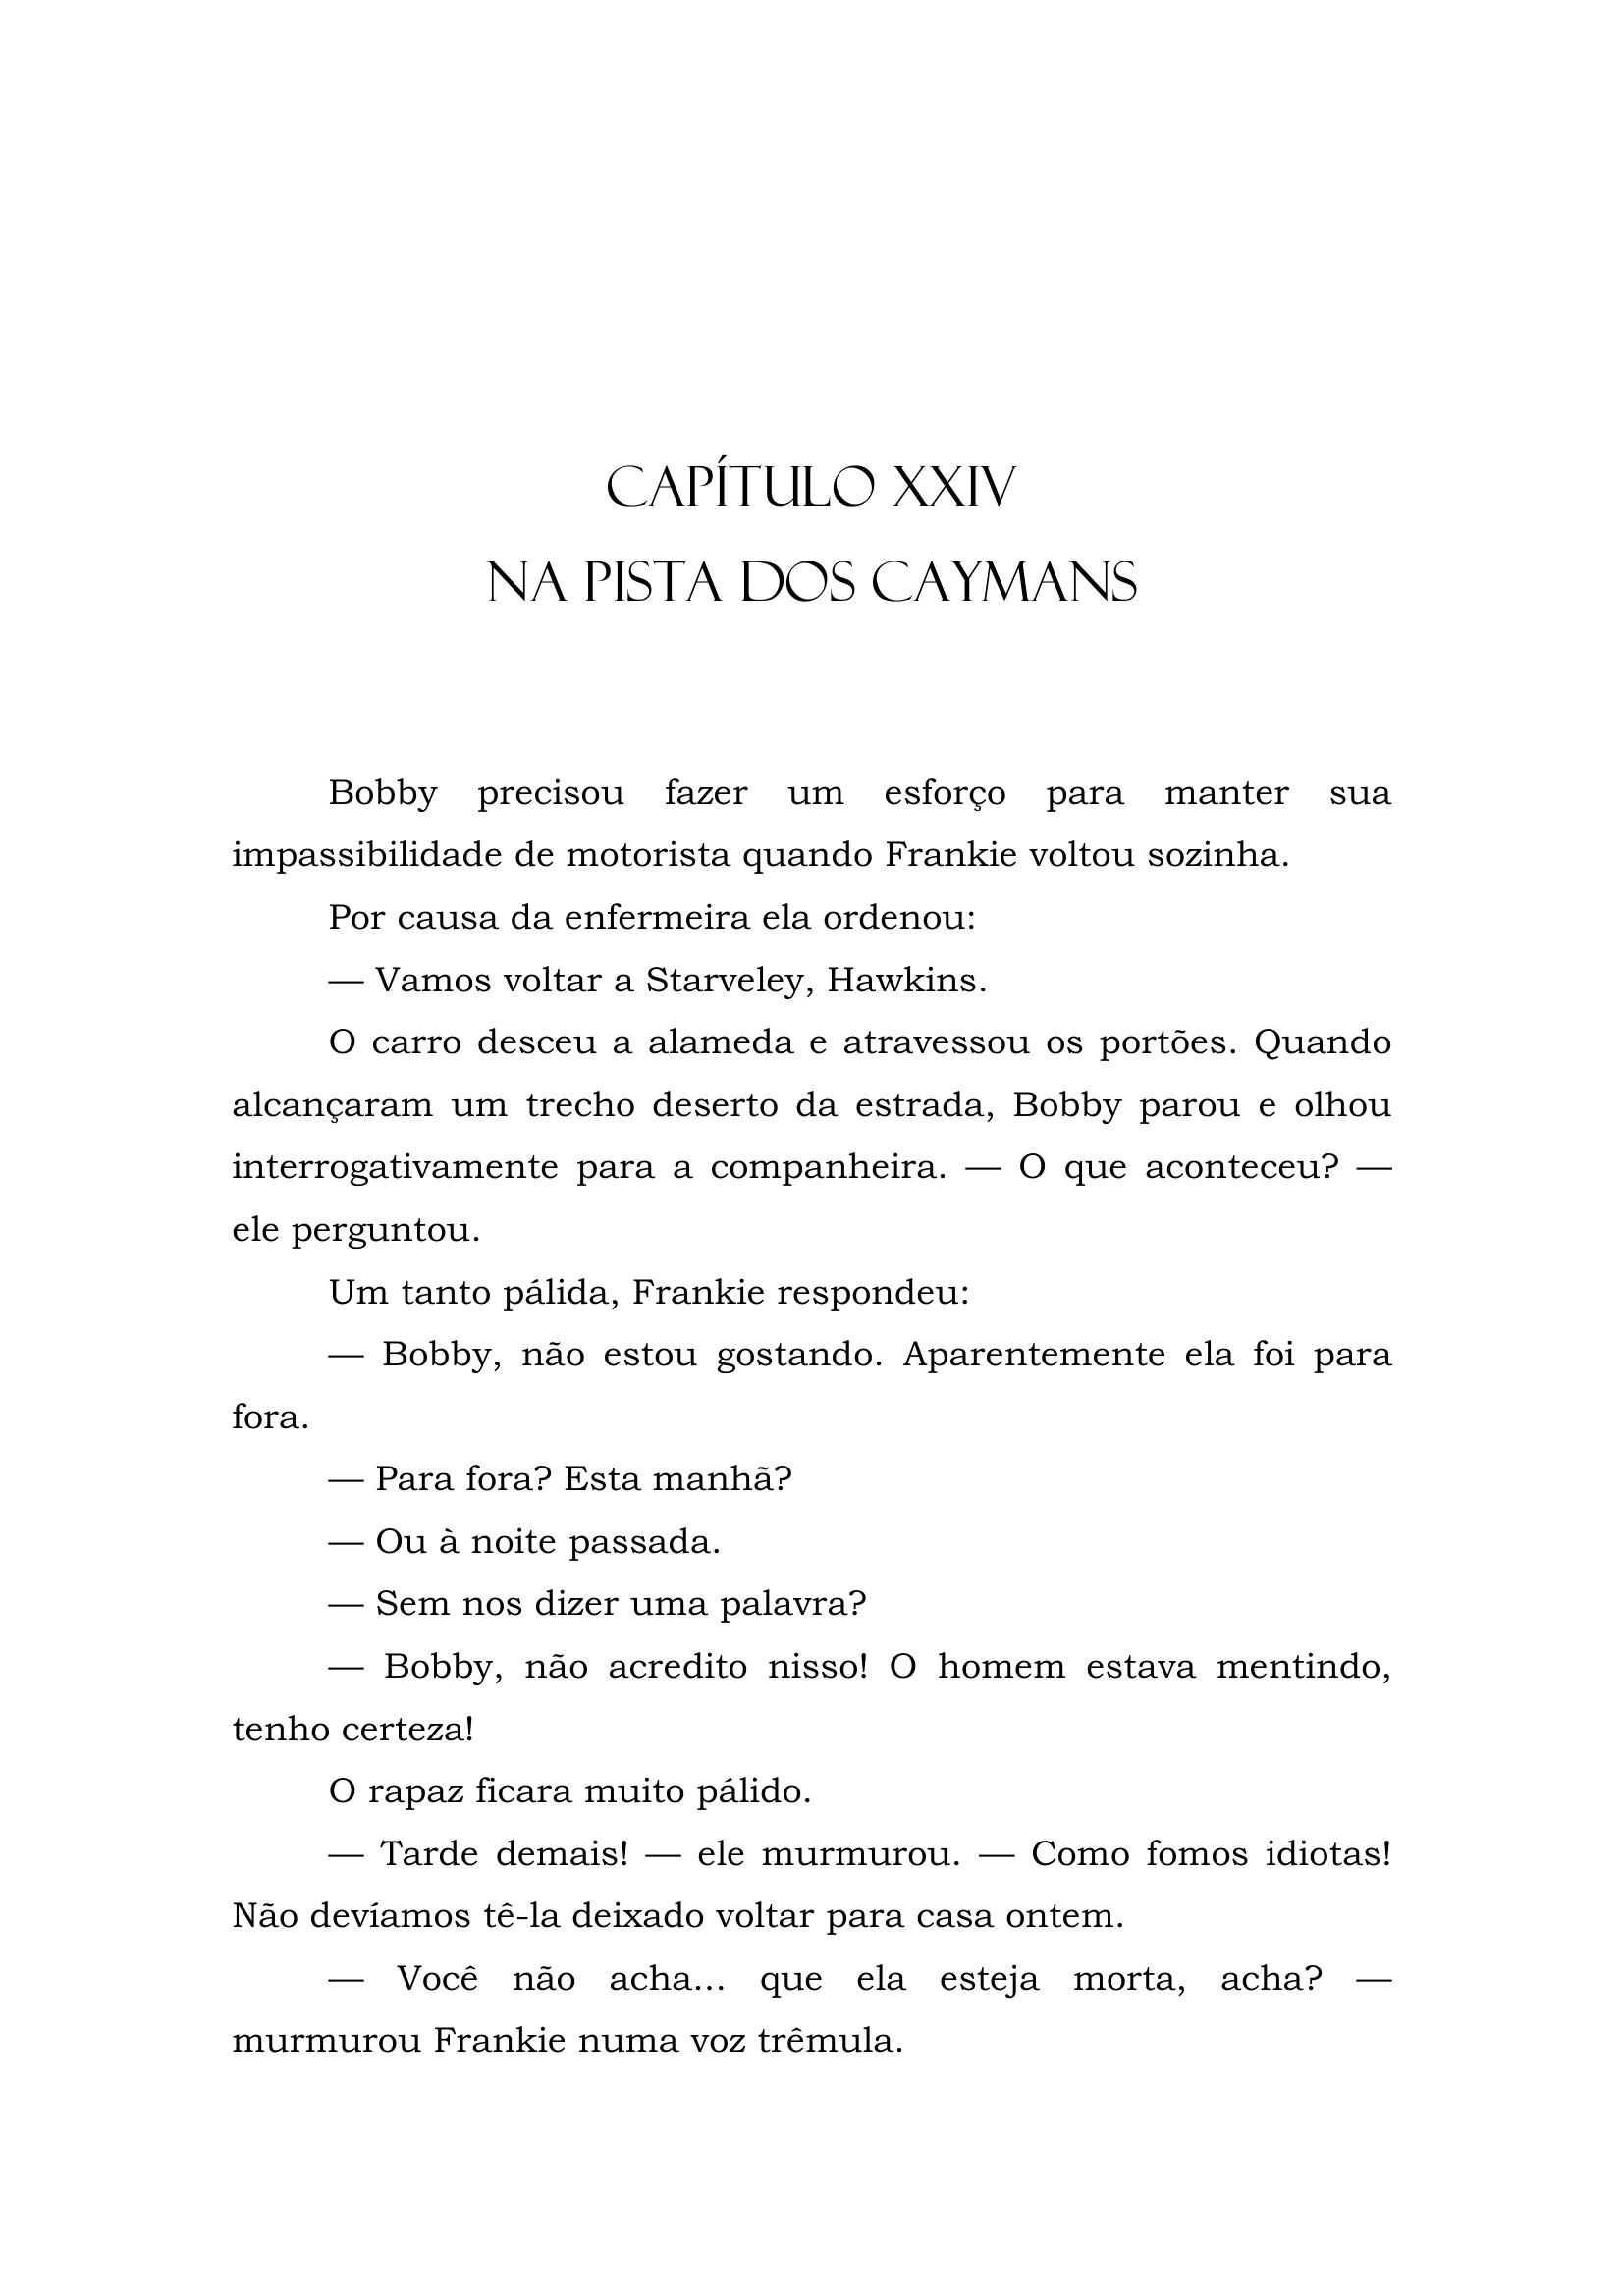 CAPÍTULO XXIV
NA PISTA DOS CAYMANS
Bobby precisou fazer um esforço para manter sua
impassibilidade de motorista quando Frankie voltou sozinha.
Por causa da enfermeira ela ordenou:
— Vamos voltar a Starveley, Hawkins.
O carro desceu a alameda e atravessou os portões. Quando
alcançaram um trecho deserto da estrada, Bobby parou e olhou
interrogativamente para a companheira. — O que aconteceu? —
ele perguntou.
Um tanto pálida, Frankie respondeu:
— Bobby, não estou gostando. Aparentemente ela foi para
fora.
— Para fora? Esta manhã?
— Ou à noite passada.
— Sem nos dizer uma palavra?
— Bobby, não acredito nisso! O homem estava mentindo,
tenho certeza!
O rapaz ficara muito pálido.
— Tarde demais! — ele murmurou. — Como fomos idiotas!
Não devíamos tê-la deixado voltar para casa ontem.
— Você não acha... que ela esteja morta, acha? —
murmurou Frankie numa voz trêmula.